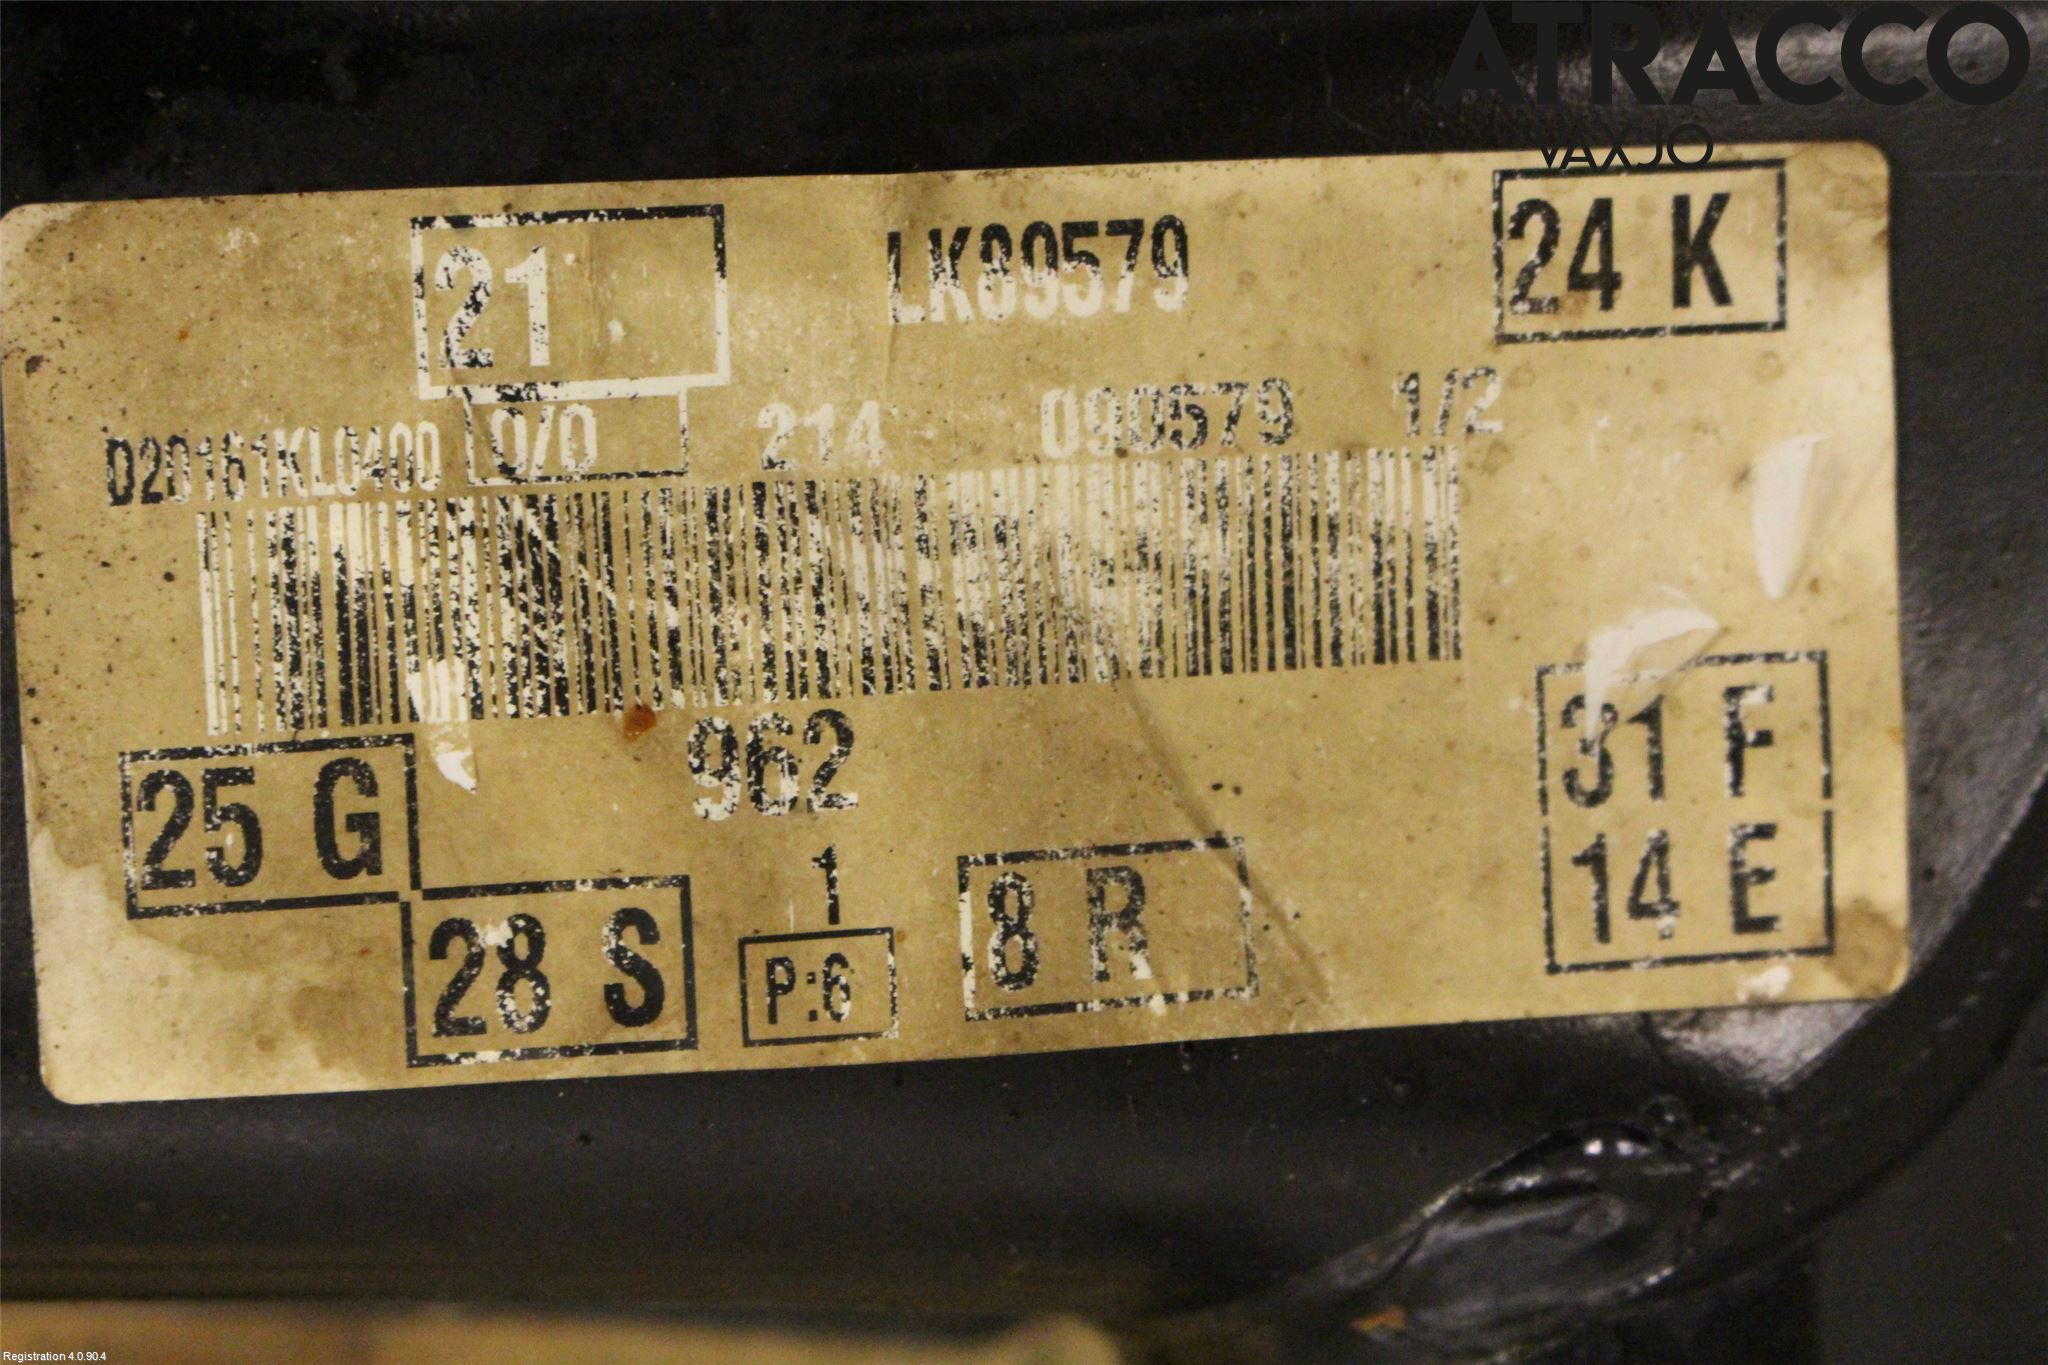 ATRACCO
VÄXJÖ
21 LK89579 24 K
D20161KL0400 0/0 214 090579 1/2
25 G 962 31 F
1 14 E
28 S P:6 8 R
Registration 4.0.90.4